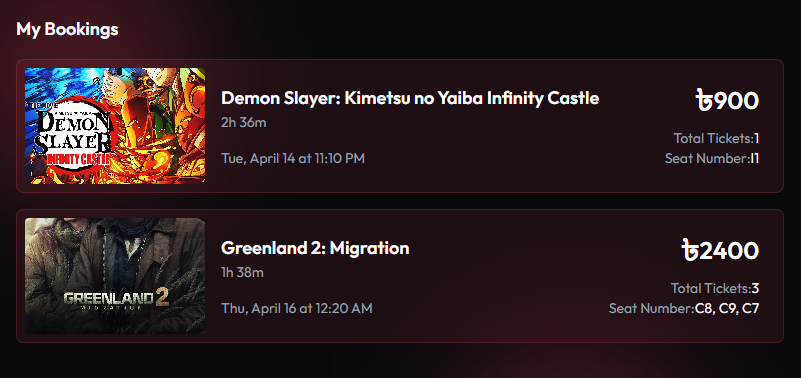 My Bookings
THE MOVIE
DEMON
SLAYER
INFINITY CASTLE
Demon Slayer: Kimetsu no Yaiba Infinity Castle
2h 36m
Tue, April 14 at 11:10 PM
৳900
Total Tickets:1
Seat Number:I1
GREENLAND 2
MIGRATION
Greenland 2: Migration
1h 38m
Thu, April 16 at 12:20 AM
৳2400
Total Tickets:3
Seat Number:C8, C9, C7